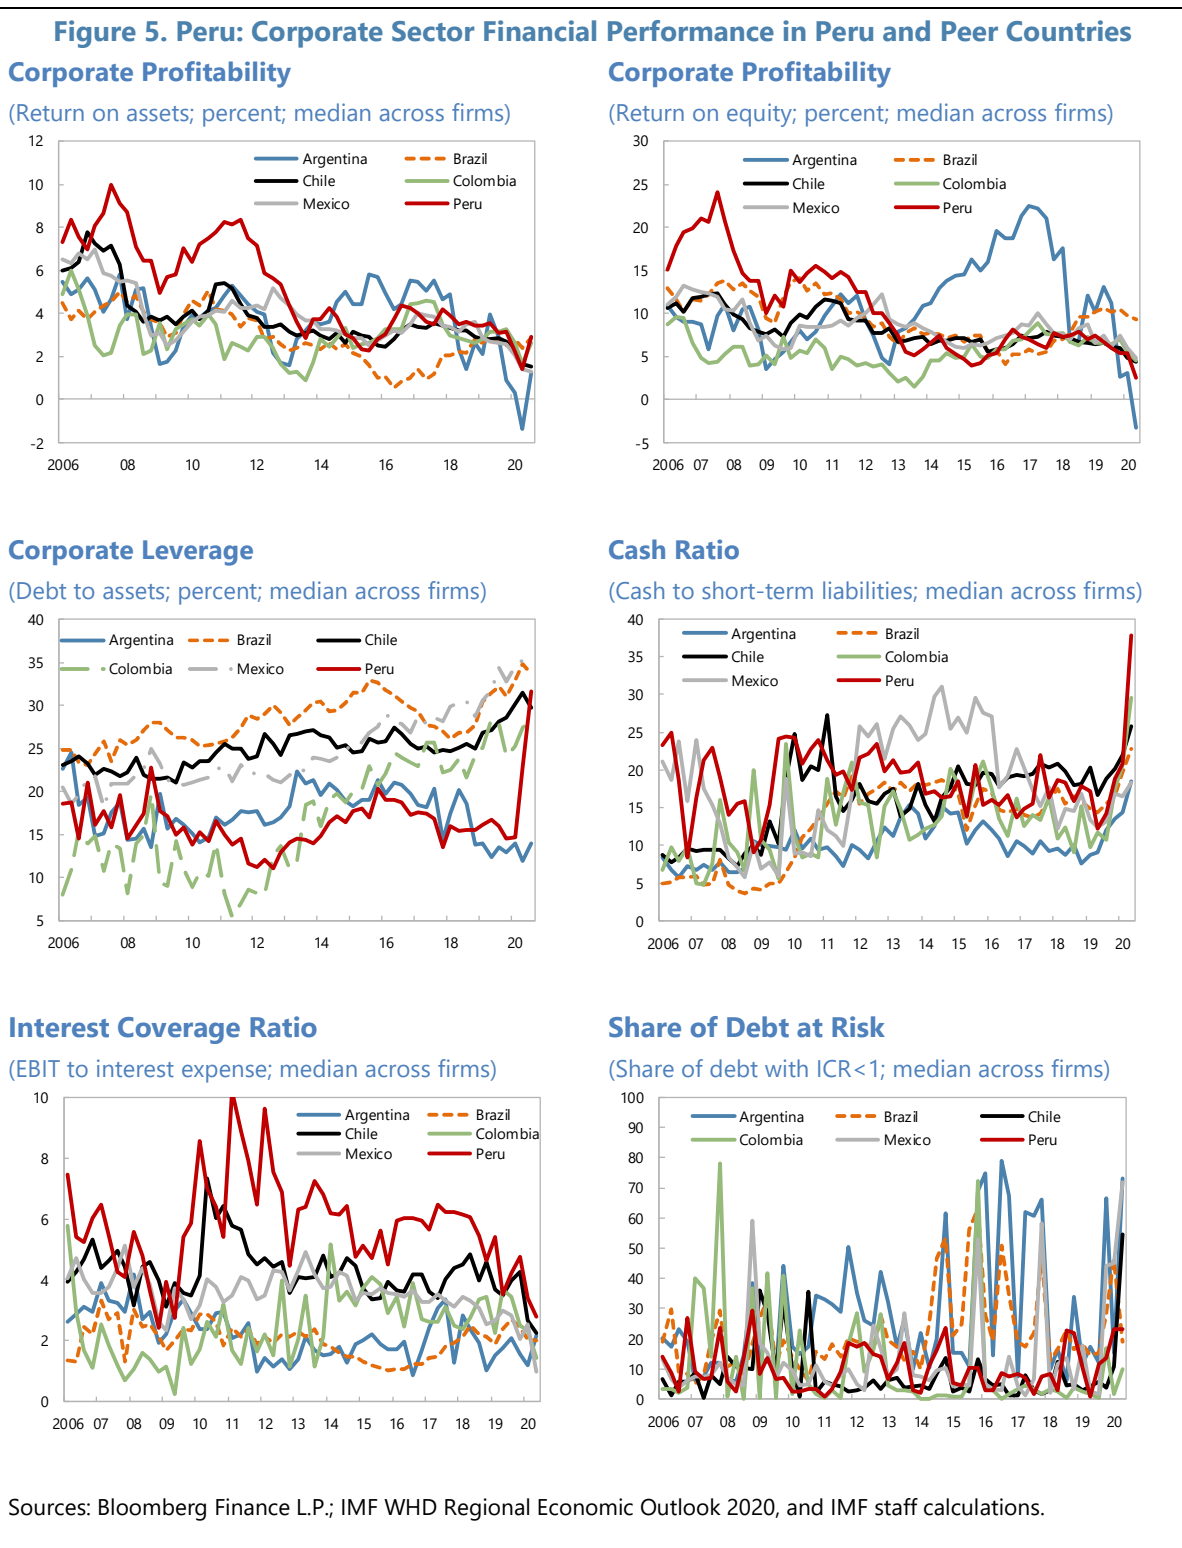 Figure 5. Peru: Corporate Sector Financial Performance in Peru and Peer Countries
Corporate Profitability
(Return on assets; percent; median across firms)
12
10
8
6
4
2
0
-2
Argentina
Brazil
Chile
Colombia
Mexico
Peru
2006 08 10 12 14 16 18 20
Corporate Profitability
(Return on equity; percent; median across firms)
30
25
20
15
10
5
0
-5
Argentina
Brazil
Chile
Colombia
Mexico
Peru
2006 07 08 09 10 11 12 13 14 15 16 17 18 19 20
Corporate Leverage
(Debt to assets; percent; median across firms)
40
35
30
25
20
15
10
5
Argentina
Brazil
Chile
Colombia
Mexico
Peru
2006 08 10 12 14 16 18 20
Cash Ratio
(Cash to short-term liabilities; median across firms)
40
35
30
25
20
15
10
5
0
Argentina
Brazil
Chile
Colombia
Mexico
Peru
2006 07 08 09 10 11 12 13 14 15 16 17 18 19 20
Interest Coverage Ratio
(EBIT to interest expense; median across firms)
10
8
6
4
2
0
Argentina
Brazil
Chile
Colombia
Mexico
Peru
2006 07 08 09 10 11 12 13 14 15 16 17 18 19 20
Share of Debt at Risk
(Share of debt with ICR<1; median across firms)
100
90
80
70
60
50
40
30
20
10
0
Argentina
Brazil
Chile
Colombia
Mexico
Peru
2006 07 08 09 10 11 12 13 14 15 16 17 18 19 20
Sources: Bloomberg Finance L.P.; IMF WHD Regional Economic Outlook 2020, and IMF staff calculations.